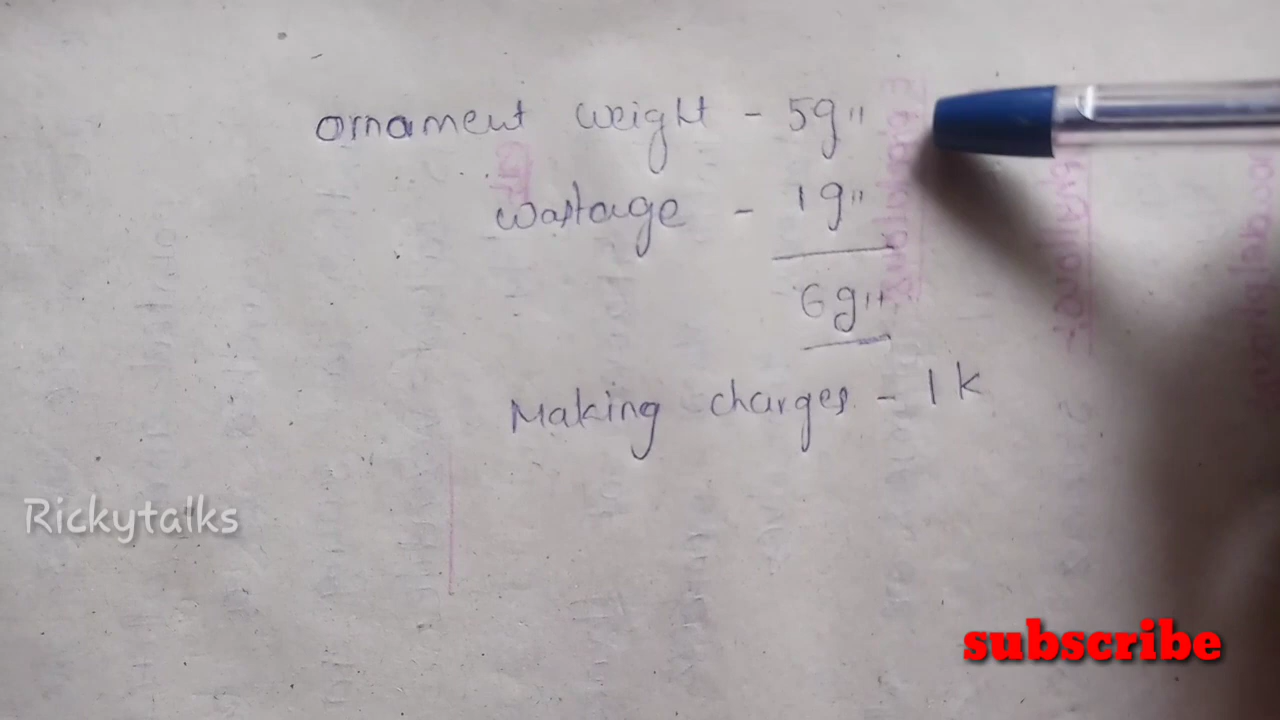 ornament weight - 5g"
wastage - 1g"
6g"
Making charges - 1k
Rickytalks
subscribe